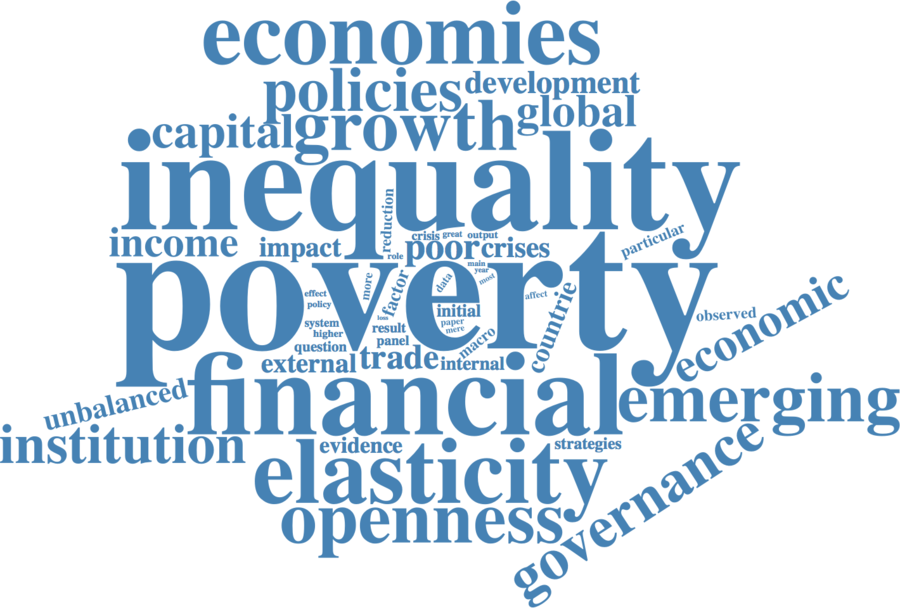 economies
policies
development
capital
growth
global
inequality
reduction
crisis
great
output
income
impact
role
poor
crises
particular
poverty
more
factor
data
main
year
most
effect
policy
affect
countrie
initial
paper
mere
loss
system
higher
result
macro
observed
economic
question
panel
external
trade
internal
financial
emerging
unbalanced
institution
evidence
strategies
elasticity
governance
openness